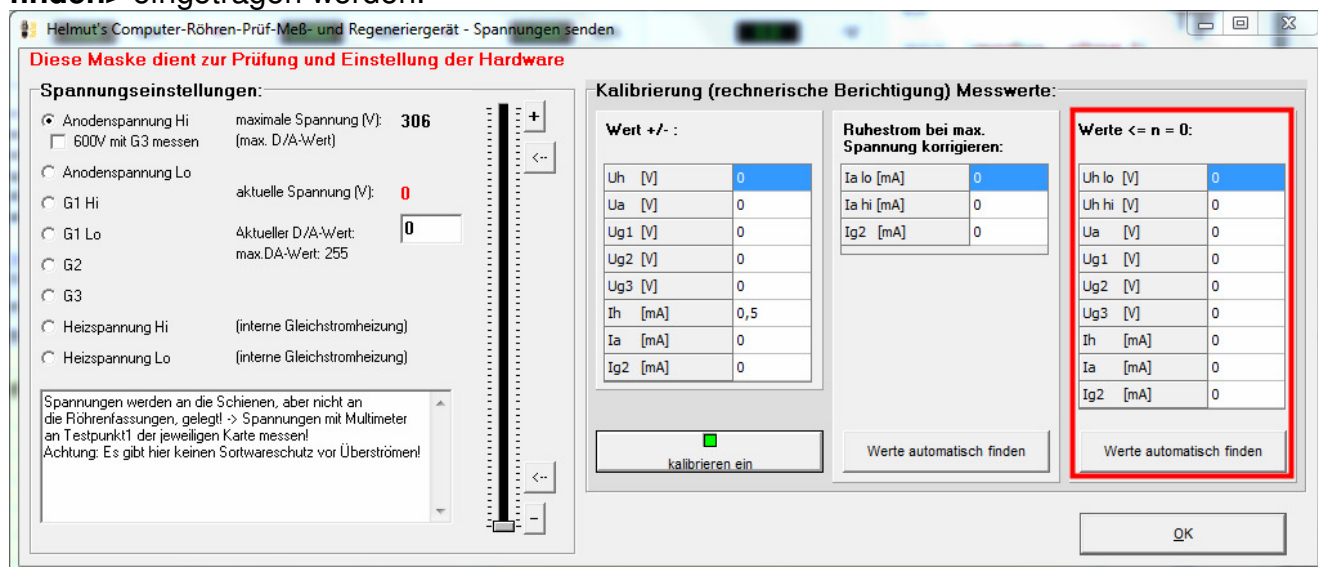 finden> eingetragen werden.
Helmut's Computer-Röhren-Prüf-Meß- und Regeneriergerät - Spannungen senden
Diese Maske dient zur Prüfung und Einstellung der Hardware
Spannungseinstellungen:
Anodenspannung Hi
600V mit G3 messen
Anodenspannung Lo
G1 Hi
G1 Lo
G2
G3
Heizspannung Hi (interne Gleichstromheizung)
Heizspannung Lo (interne Gleichstromheizung)
maximale Spannung (V): 306
(max. D/A-Wert)
aktuelle Spannung (V): 0
Aktueller D/A-Wert: 0
max.DA-Wert: 255
Spannungen werden an die Schienen, aber nicht an
die Röhrenfassungen, gelegt! -> Spannungen mit Multimeter
an Testpunkt1 der jeweiligen Karte messen!
Achtung: Es gibt hier keinen Sortwareschutz vor Überströmen!
+
<--
<--
-
Kalibrierung (rechnerische Berichtigung) Messwerte:
Wert +/- :
Uh [V] 0
Ua [V] 0
Ug1 [V] 0
Ug2 [V] 0
Ug3 [V] 0
Ih [mA] 0,5
Ia [mA] 0
Ig2 [mA] 0
kalibrieren ein
Ruhestrom bei max.
Spannung korrigieren:
Ia lo [mA] 0
Ia hi [mA] 0
Ig2 [mA] 0
Werte automatisch finden
Werte <= n = 0:
Uh lo [V] 0
Uh hi [V] 0
Ua [V] 0
Ug1 [V] 0
Ug2 [V] 0
Ug3 [V] 0
Ih [mA] 0
Ia [mA] 0
Ig2 [mA] 0
Werte automatisch finden
OK